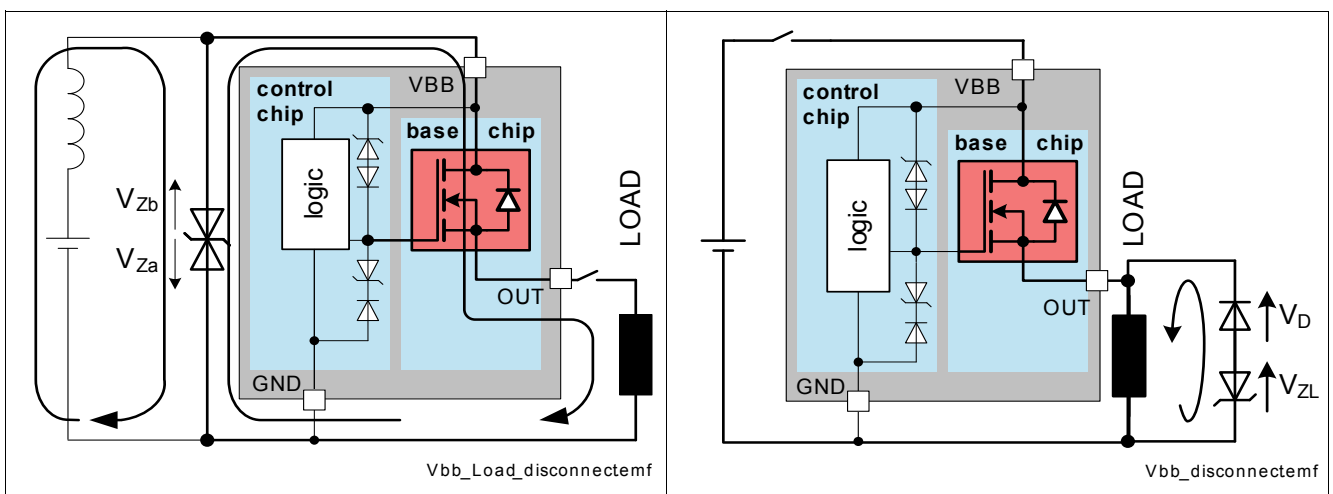 control
chip
VBB
base chip
logic
V_Zb
V_Za
LOAD
OUT
GND
Vbb_Load_disconnectemf
control
chip
VBB
base chip
logic
LOAD
OUT
V_D
V_ZL
GND
Vbb_disconnectemf